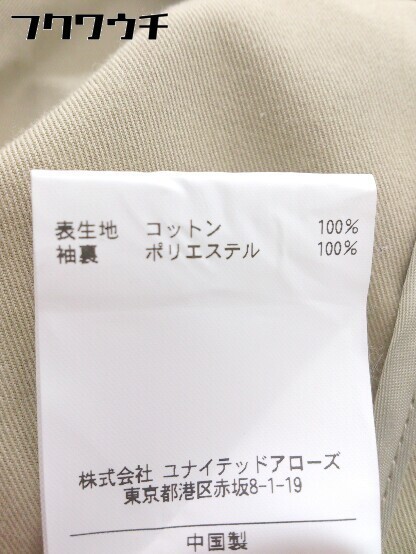 フクワウチ
表生地 コットン 100%
袖裏 ポリエステル 100%
株式会社 ユナイテッドアローズ
東京都港区赤坂8-1-19
中国製